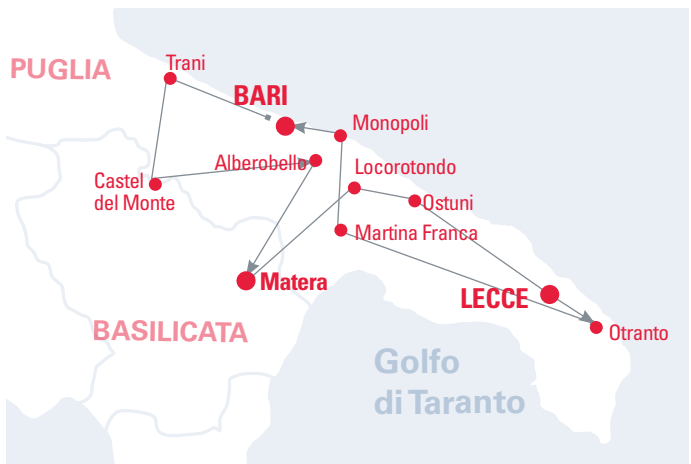 Trani
PUGLIA
BARI
Monopoli
Alberobello
Locorotondo
Castel
del Monte
Ostuni
Martina Franca
Matera
LECCE
BASILICATA
Otranto
Golfo
di Taranto